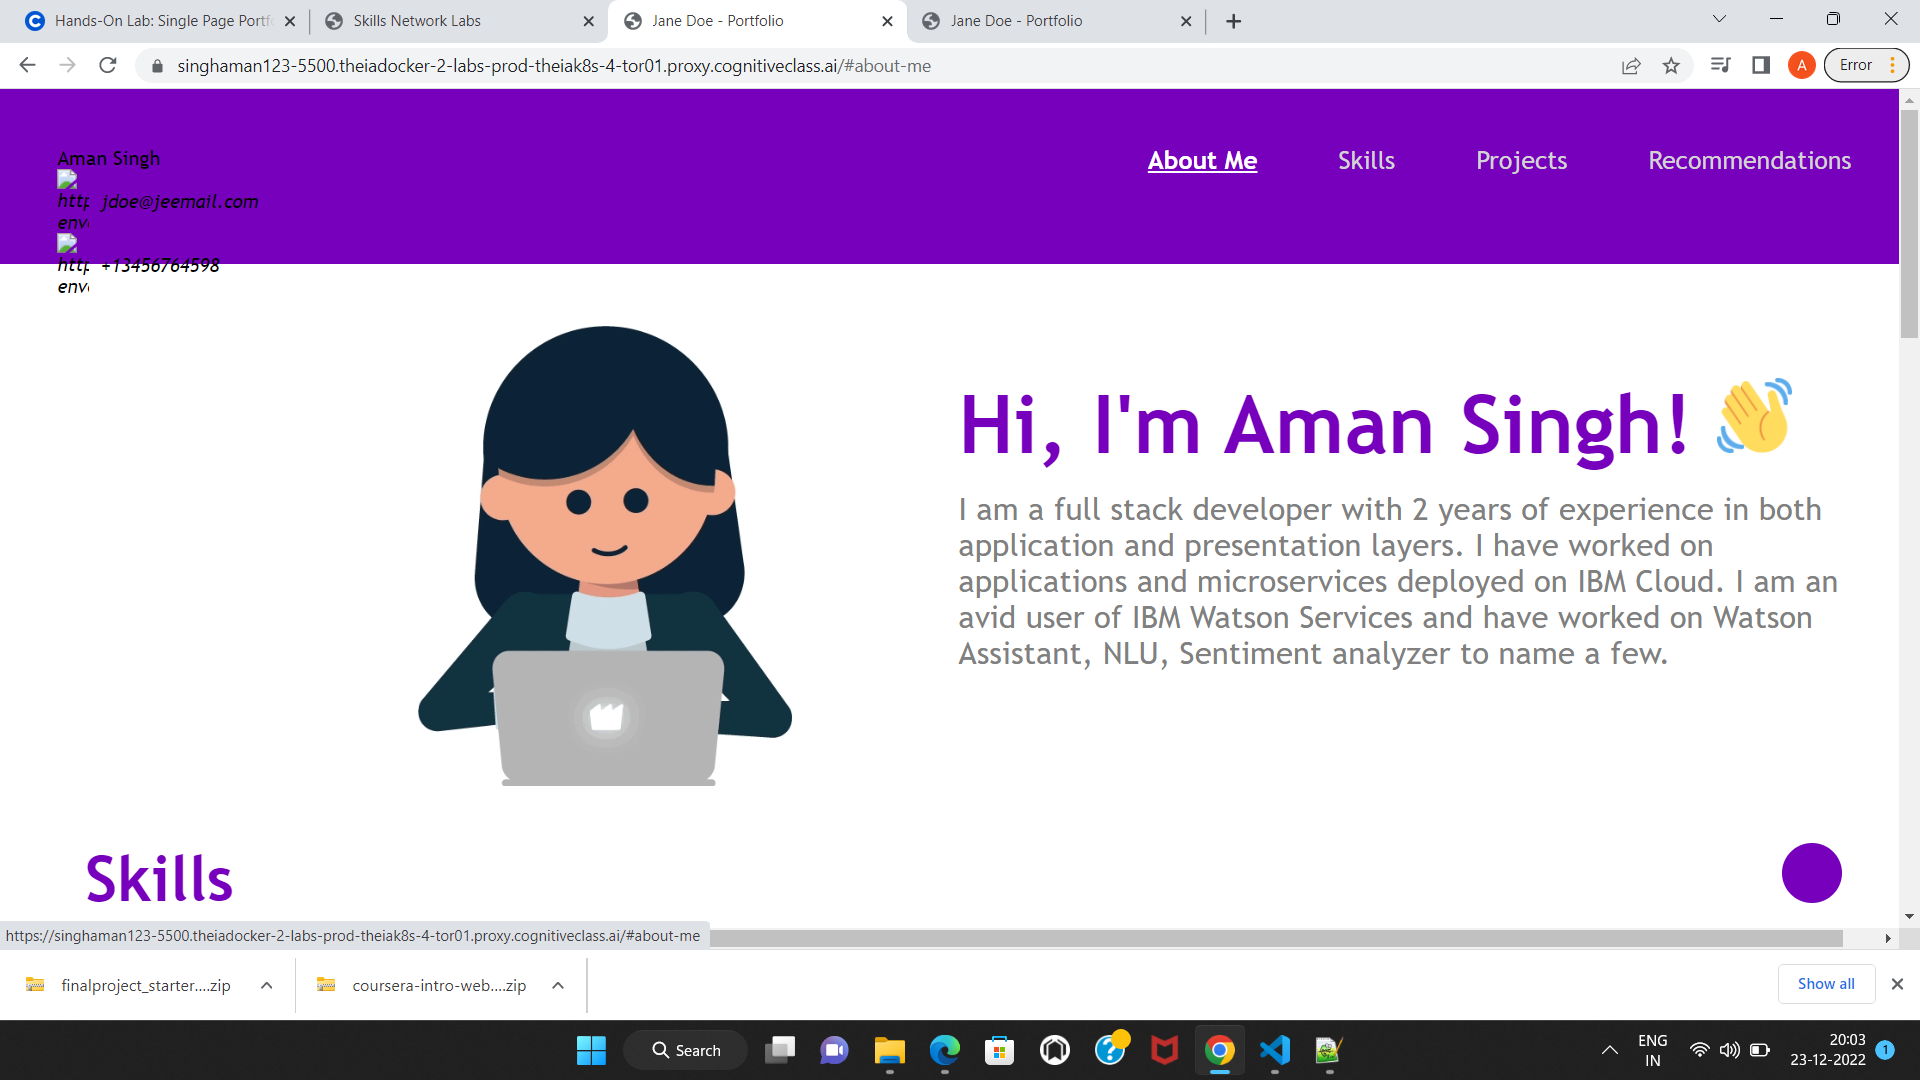 Hands-On Lab: Single Page Portf
Skills Network Labs
Jane Doe - Portfolio
Jane Doe - Portfolio
singhaman123-5500.theiadocker-2-labs-prod-theiak8s-4-tor01.proxy.cognitiveclass.ai/#about-me
A
Error
Aman Singh
About Me
Skills
Projects
Recommendations
http
jdoe@jeemail.com
env
http
+13456764598
env
Hi, I'm Aman Singh! 👋
I am a full stack developer with 2 years of experience in both
application and presentation layers. I have worked on
applications and microservices deployed on IBM Cloud. I am an
avid user of IBM Watson Services and have worked on Watson
Assistant, NLU, Sentiment analyzer to name a few.
Skills
https://singhaman123-5500.theiadocker-2-labs-prod-theiak8s-4-tor01.proxy.cognitiveclass.ai/#about-me
finalproject_starter....zip
coursera-intro-web....zip
Show all
Search
ENG
IN
20:03
23-12-2022
1